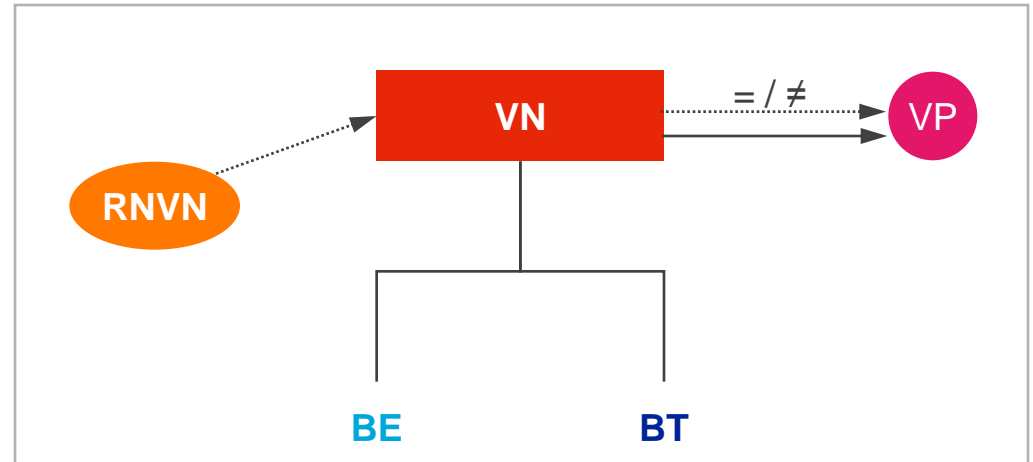 = / ≠
VN
VP
RNVN
BE
BT